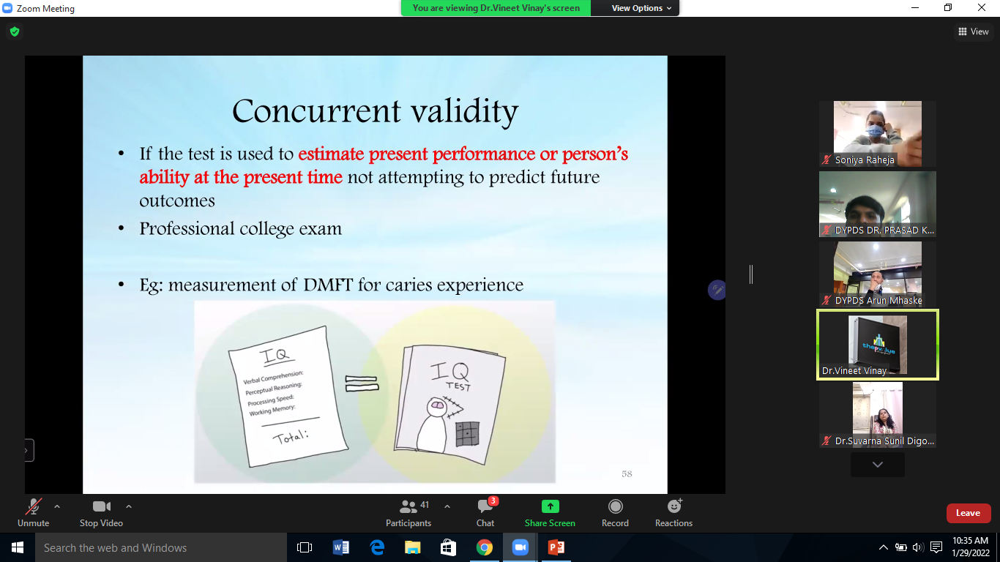 Zoom Meeting
You are viewing Dr.Vineet Vinay's screen
View Options
View
Concurrent validity
• If the test is used to estimate present performance or person's
ability at the present time not attempting to predict future
outcomes
• Professional college exam
• Eg: measurement of DMFT for caries experience
IQ
Verbal Comprehension:
Perceptual Reasoning:
Processing Speed:
Working Memory:
Total:
IQ
TEST
58
Soniya Raheja
DYPDS DR. PRASAD K...
DYPDS Arun Mhaske
Dr.Vineet Vinay
Dr.Suvarna Sunil Digo...
Unmute
Stop Video
Participants
41
Chat
3
Share Screen
Record
Reactions
Leave
Search the web and Windows
10:35 AM
1/29/2022